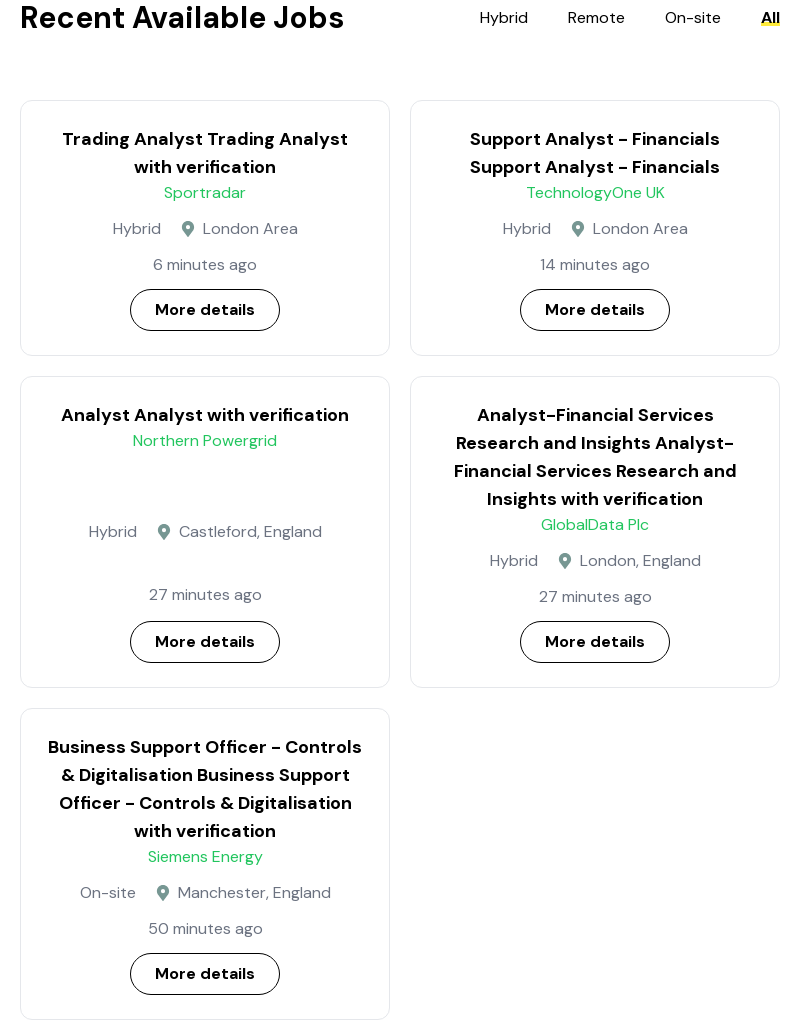 Recent Available Jobs
Hybrid
Remote
On-site
All
Trading Analyst Trading Analyst
with verification
Sportradar
Hybrid
London Area
6 minutes ago
More details
Support Analyst - Financials
Support Analyst - Financials
TechnologyOne UK
Hybrid
London Area
14 minutes ago
More details
Analyst Analyst with verification
Northern Powergrid
Hybrid
Castleford, England
27 minutes ago
More details
Analyst-Financial Services
Research and Insights Analyst-
Financial Services Research and
Insights with verification
GlobalData Plc
Hybrid
London, England
27 minutes ago
More details
Business Support Officer - Controls
& Digitalisation Business Support
Officer - Controls & Digitalisation
with verification
Siemens Energy
On-site
Manchester, England
50 minutes ago
More details